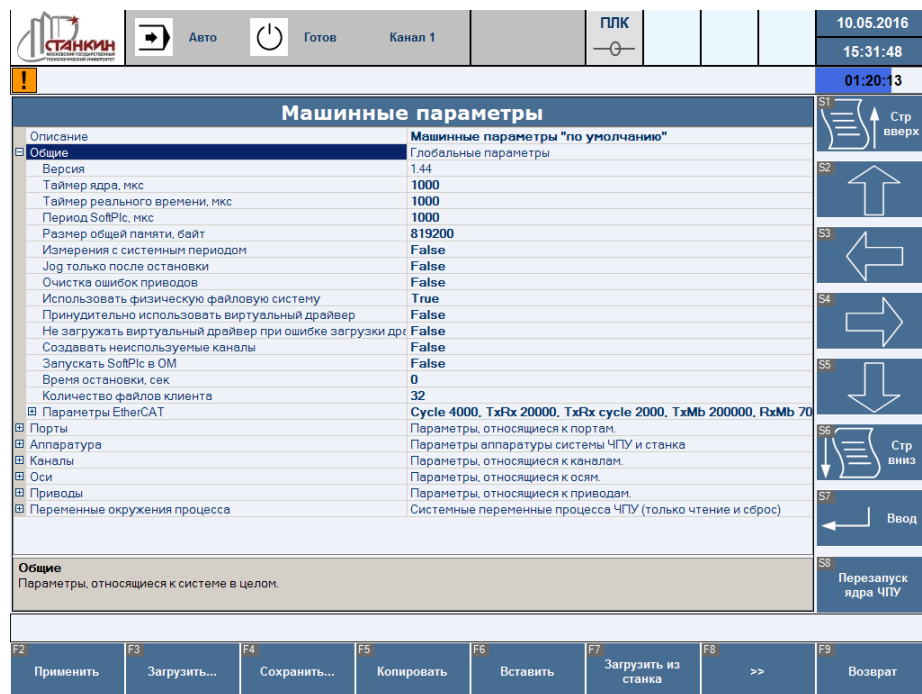 СТАНКИН
МОСКОВСКИЙ ГОСУДАРСТВЕННЫЙ
ТЕХНОЛОГИЧЕСКИЙ УНИВЕРСИТЕТ
Авто
Готов
Канал 1
ПЛК
10.05.2016
15:31:48
!
01:20:13
Машинные параметры
Описание Машинные параметры "по умолчанию"
Общие Глобальные параметры
Версия 1.44
Таймер ядра, мкс 1000
Таймер реального времени, мкс 1000
Период SoftPlc, мкс 1000
Размер общей памяти, байт 819200
Измерения с системным периодом False
Jog только после остановки False
Очистка ошибок приводов False
Использовать физическую файловую систему True
Принудительно использовать виртуальный драйвер False
Не загружать виртуальный драйвер при ошибке загрузки дра False
Создавать неиспользуемые каналы False
Запускать SoftPlc в ОМ False
Время остановки, сек 0
Количество файлов клиента 32
Параметры EtherCAT Cycle 4000, TxRx 20000, TxRx cycle 2000, TxMb 200000, RxMb 70
Порты Параметры, относящиеся к портам.
Аппаратура Параметры аппаратуры системы ЧПУ и станка
Каналы Параметры, относящиеся к каналам.
Оси Параметры, относящиеся к осям.
Приводы Параметры, относящиеся к приводам.
Переменные окружения процесса Системные переменные процесса ЧПУ (только чтение и сброс)
Общие
Параметры, относящиеся к системе в целом.
S1
Стр
вверх
S2
S3
S4
S5
S6
Стр
вниз
S7
Ввод
S8
Перезапуск
ядра ЧПУ
F2 Применить
F3 Загрузить...
F4 Сохранить...
F5 Копировать
F6 Вставить
F7 Загрузить из
станка
F8 >>
F9 Возврат